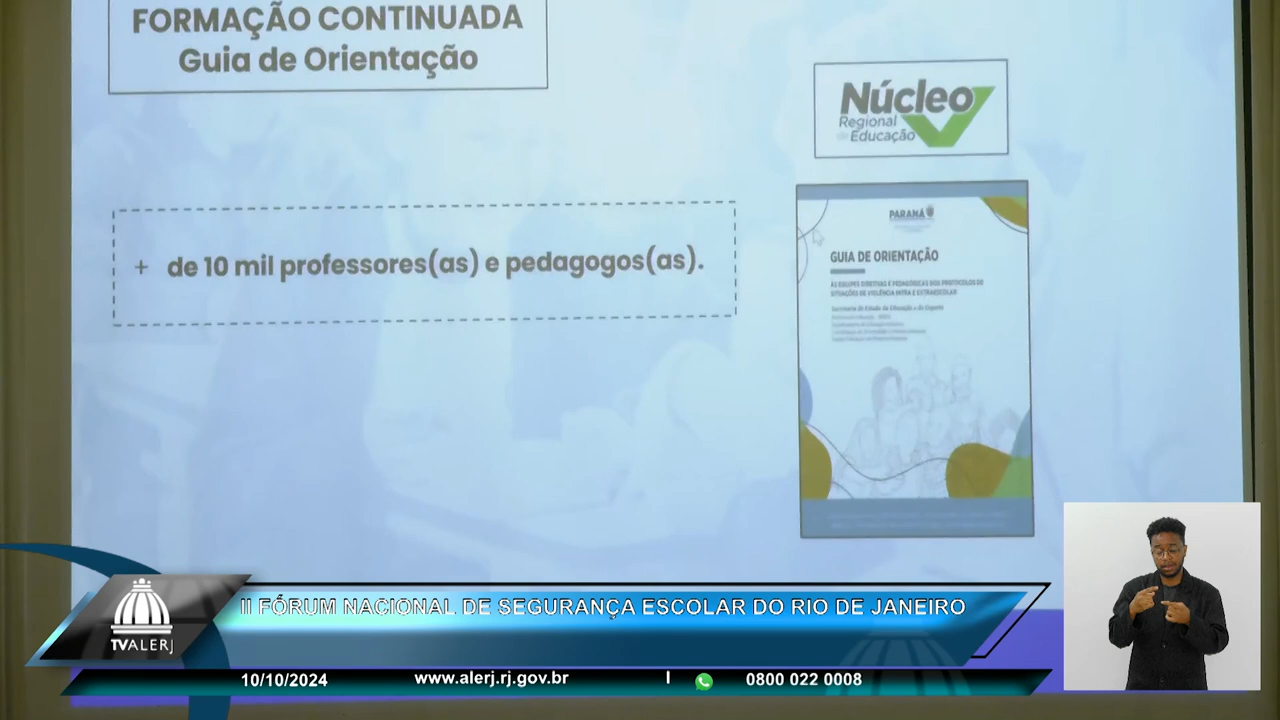 FORMAÇÃO CONTINUADA
Guia de Orientação
Núcleo
Regional
de Educação
+ de 10 mil professores(as) e pedagogos(as).
PARANÁ
GUIA DE ORIENTAÇÃO
ÀS EQUIPES DIRETIVAS E PEDAGÓGICAS DOS PROTOCOLOS DE
SITUAÇÕES DE VIOLÊNCIA INTRA E EXTRAESCOLAR
Secretaria de Estado da Educação e do Esporte
II FÓRUM NACIONAL DE SEGURANÇA ESCOLAR DO RIO DE JANEIRO
TVALERJ
10/10/2024 www.alerj.rj.gov.br | 0800 022 0008